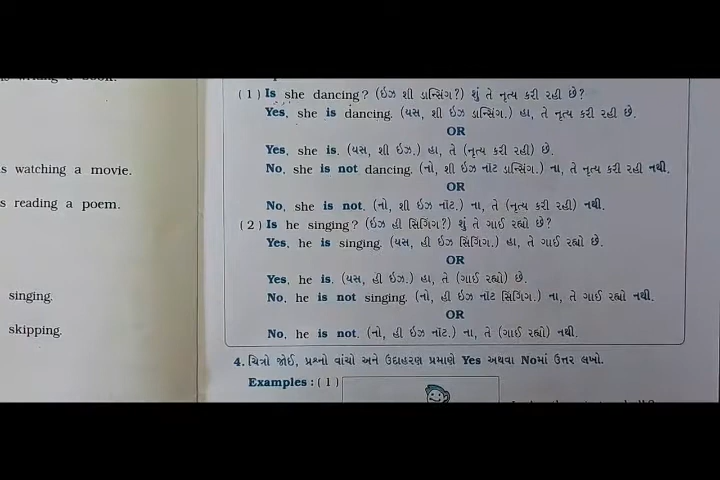 s watching a movie.
s reading a poem.
singing.
skipping.
( 1 ) Is she dancing? (ઇઝ શી ડાન્સિંગ?) શું તે નૃત્ય કરી રહી છે?
Yes, she is dancing. (યસ, શી ઇઝ ડાન્સિંગ.) હા, તે નૃત્ય કરી રહી છે.
OR
Yes, she is. (યસ, શી ઇઝ.) હા, તે (નૃત્ય કરી રહી) છે.
No, she is not dancing. (નો, શી ઇઝ નૉટ ડાન્સિંગ.) ના, તે નૃત્ય કરી રહી નથી.
OR
No, she is not. (નો, શી ઇઝ નૉટ.) ના, તે (નૃત્ય કરી રહી) નથી.
( 2 ) Is he singing? (ઇઝ હી સિંગિંગ?) શું તે ગાઈ રહ્યો છે?
Yes, he is singing. (યસ, હી ઇઝ સિંગિંગ.) હા, તે ગાઈ રહ્યો છે.
OR
Yes, he is. (યસ, હી ઇઝ.) હા, તે (ગાઈ રહ્યો) છે.
No, he is not singing. (નો, હી ઇઝ નૉટ સિંગિંગ.) ના, તે ગાઈ રહ્યો નથી.
OR
No, he is not. (નો, હી ઇઝ નૉટ.) ના, તે (ગાઈ રહ્યો) નથી.
4. ચિત્રો જોઈ, પ્રશ્નો વાંચો અને ઉદાહરણ પ્રમાણે Yes અથવા Noમાં ઉત્તર લખો.
Examples : ( 1 )